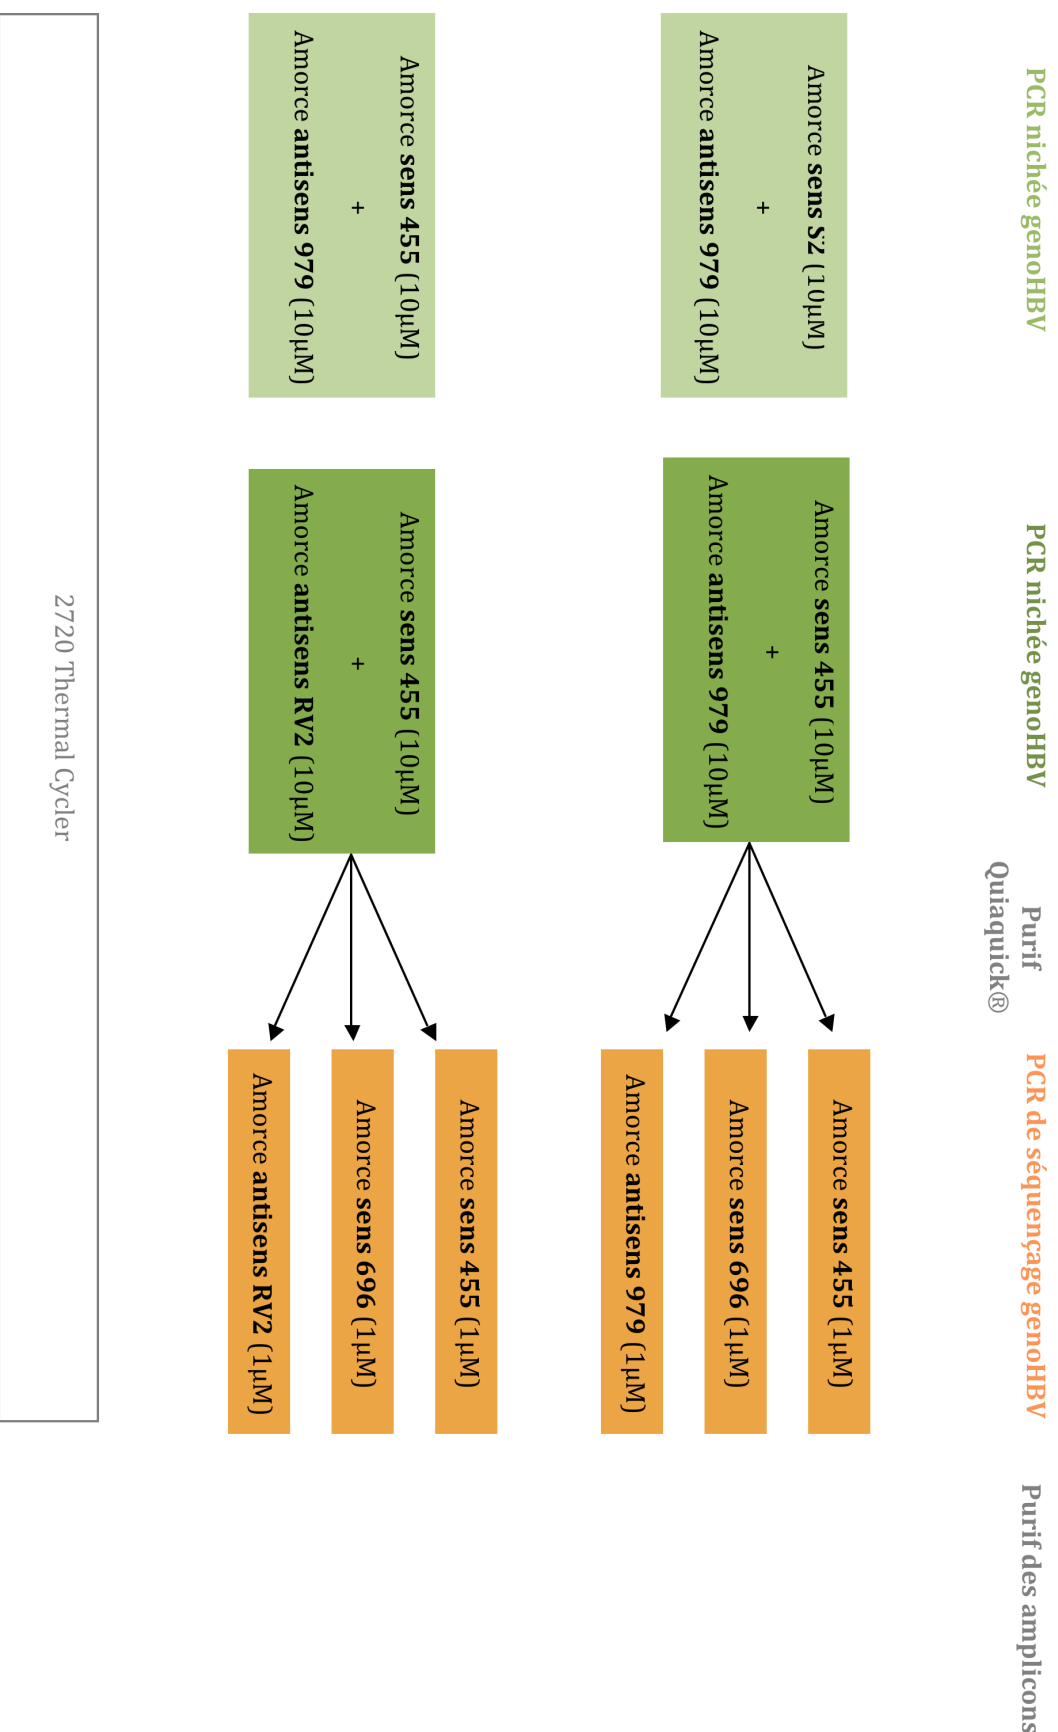 PCR nichée genoHBV
PCR nichée genoHBV
Purif
Quiaquick®
PCR de séquençage genoHBV
Purif des amplicons
Amorce sens S2 (10µM)
+
Amorce antisens 979 (10µM)
Amorce sens 455 (10µM)
+
Amorce antisens 979 (10µM)
Amorce sens 455 (1µM)
Amorce sens 696 (1µM)
Amorce antisens 979 (1µM)
Amorce sens 455 (10µM)
+
Amorce antisens 979 (10µM)
Amorce sens 455 (10µM)
+
Amorce antisens RV2 (10µM)
Amorce sens 455 (1µM)
Amorce sens 696 (1µM)
Amorce antisens RV2 (1µM)
2720 Thermal Cycler